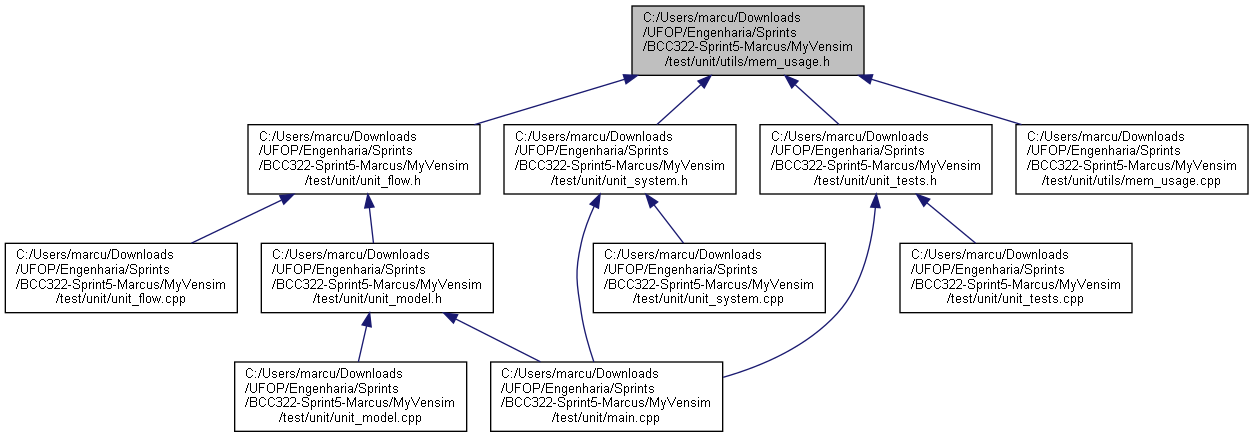 C:/Users/marcu/Downloads
/UFOP/Engenharia/Sprints
/BCC322-Sprint5-Marcus/MyVensim
/test/unit/utils/mem_usage.h
C:/Users/marcu/Downloads
/UFOP/Engenharia/Sprints
/BCC322-Sprint5-Marcus/MyVensim
/test/unit/unit_flow.h
C:/Users/marcu/Downloads
/UFOP/Engenharia/Sprints
/BCC322-Sprint5-Marcus/MyVensim
/test/unit/unit_system.h
C:/Users/marcu/Downloads
/UFOP/Engenharia/Sprints
/BCC322-Sprint5-Marcus/MyVensim
/test/unit/unit_tests.h
C:/Users/marcu/Downloads
/UFOP/Engenharia/Sprints
/BCC322-Sprint5-Marcus/MyVensim
/test/unit/utils/mem_usage.cpp
C:/Users/marcu/Downloads
/UFOP/Engenharia/Sprints
/BCC322-Sprint5-Marcus/MyVensim
/test/unit/unit_flow.cpp
C:/Users/marcu/Downloads
/UFOP/Engenharia/Sprints
/BCC322-Sprint5-Marcus/MyVensim
/test/unit/unit_model.h
C:/Users/marcu/Downloads
/UFOP/Engenharia/Sprints
/BCC322-Sprint5-Marcus/MyVensim
/test/unit/unit_system.cpp
C:/Users/marcu/Downloads
/UFOP/Engenharia/Sprints
/BCC322-Sprint5-Marcus/MyVensim
/test/unit/unit_tests.cpp
C:/Users/marcu/Downloads
/UFOP/Engenharia/Sprints
/BCC322-Sprint5-Marcus/MyVensim
/test/unit/unit_model.cpp
C:/Users/marcu/Downloads
/UFOP/Engenharia/Sprints
/BCC322-Sprint5-Marcus/MyVensim
/test/unit/main.cpp